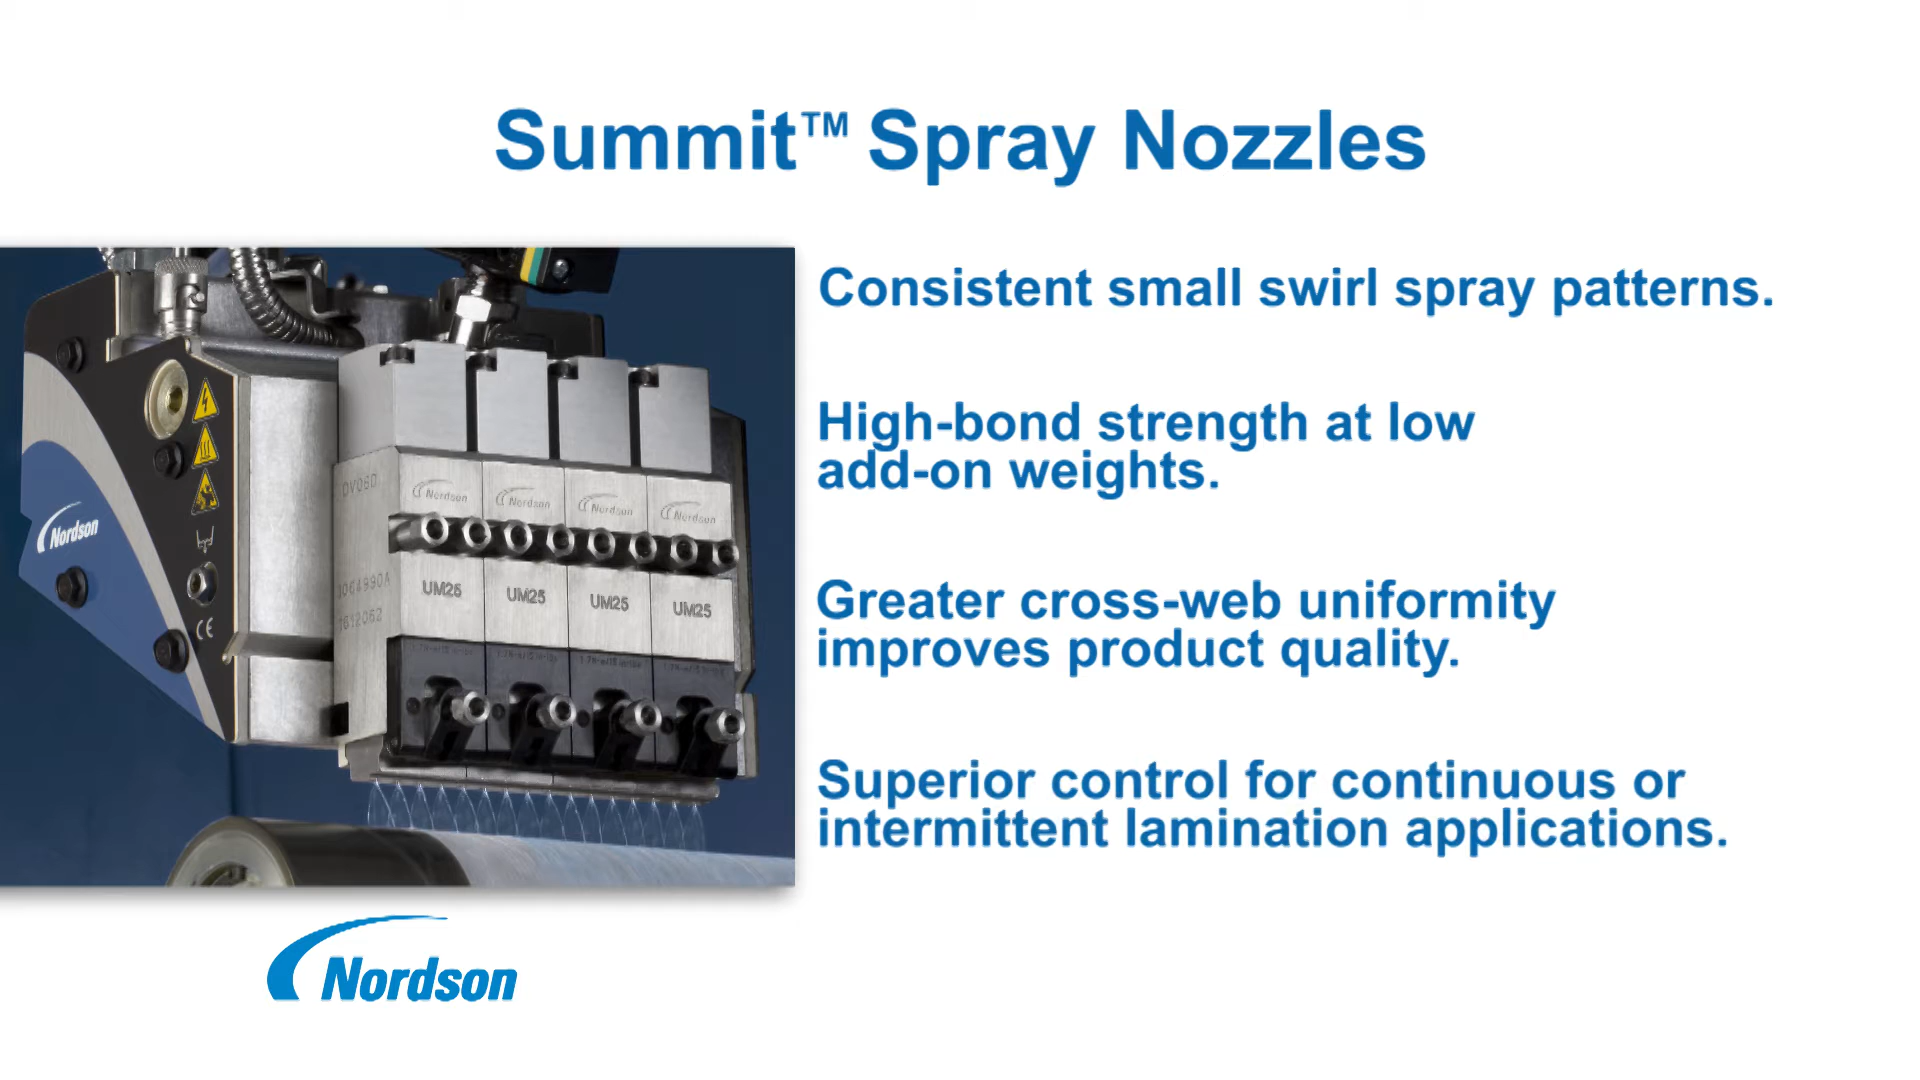 Summit™ Spray Nozzles
Consistent small swirl spray patterns.
High-bond strength at low
add-on weights.
Greater cross-web uniformity
improves product quality.
Superior control for continuous or
intermittent lamination applications.
Nordson
Nordson Nordson Nordson Nordson
UM25 UM25 UM25 UM25
Nordson
CE
Nordson